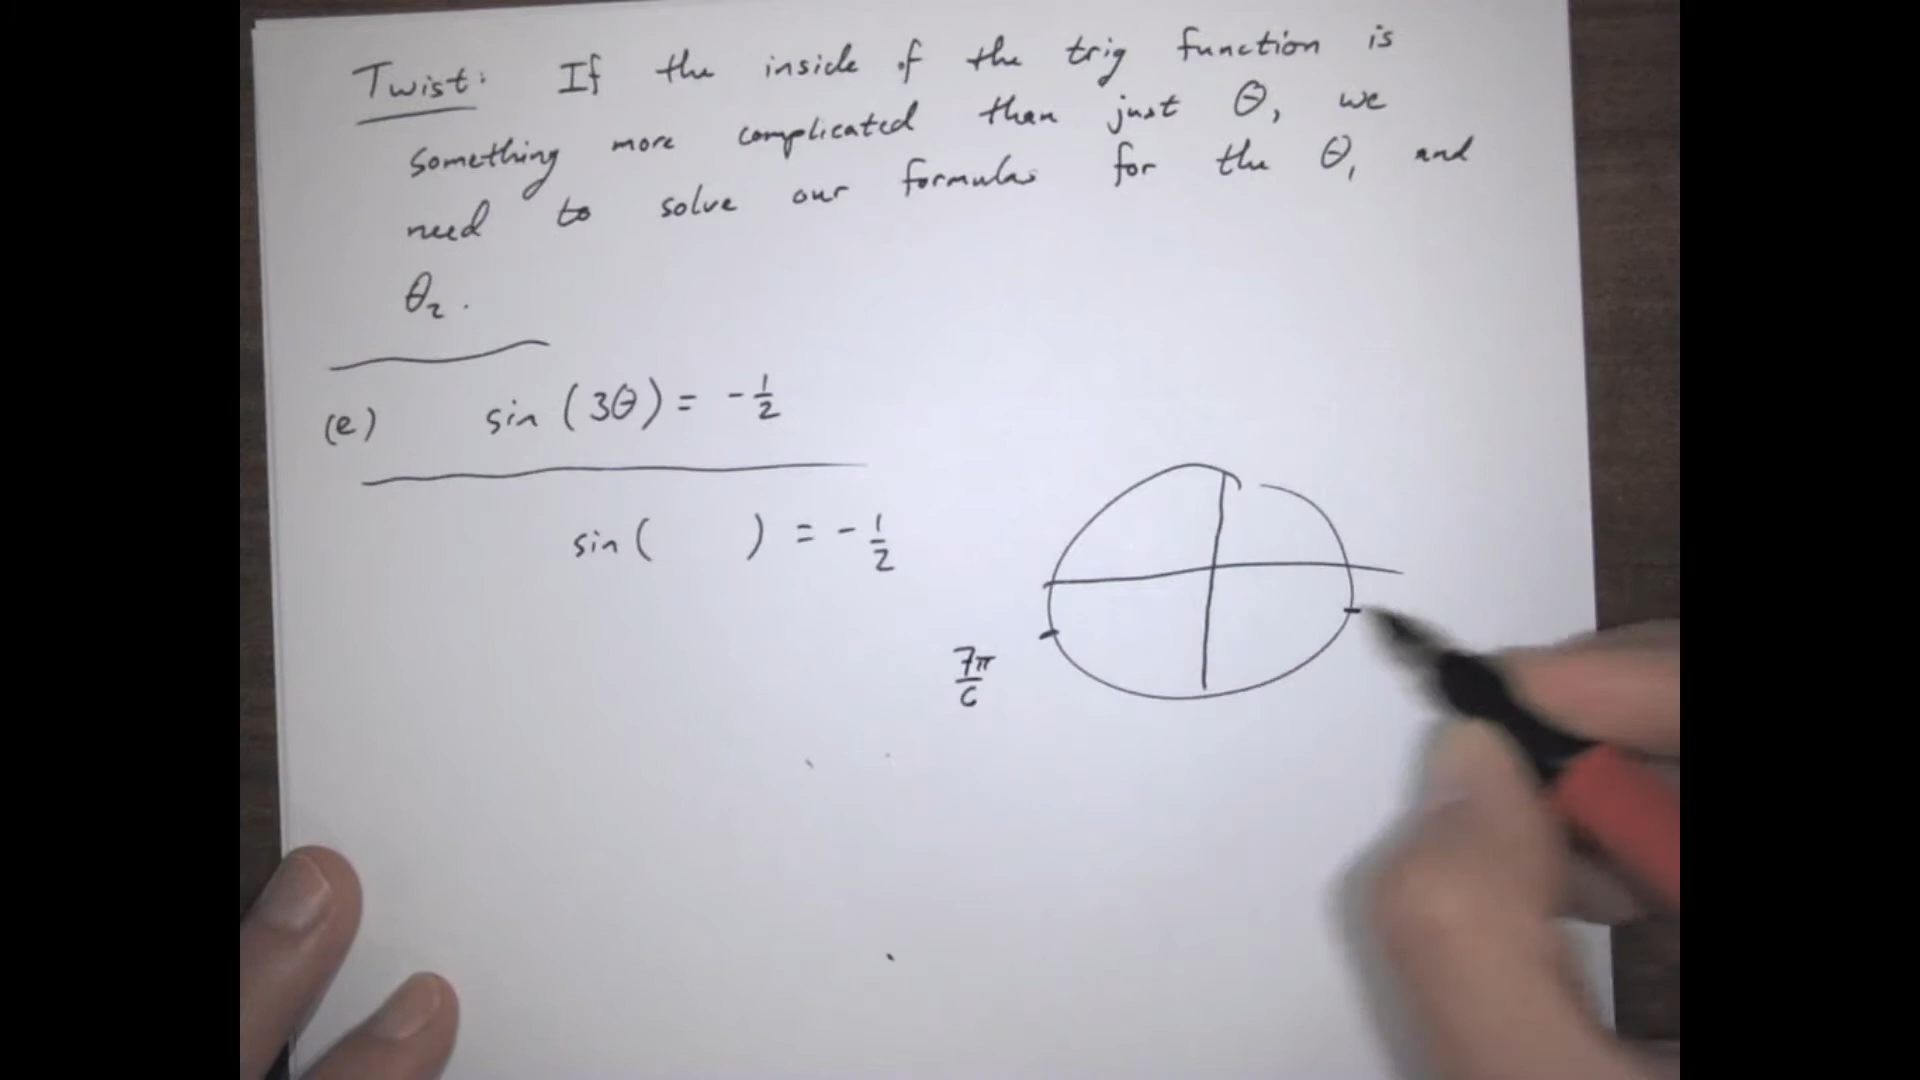 Twist: If the inside of the trig function is
something more complicated than just θ, we
need to solve our formulas for the θ, and
θ₂.
(e) sin (3θ) = -1/2
sin ( ) = -1/2
7π/6